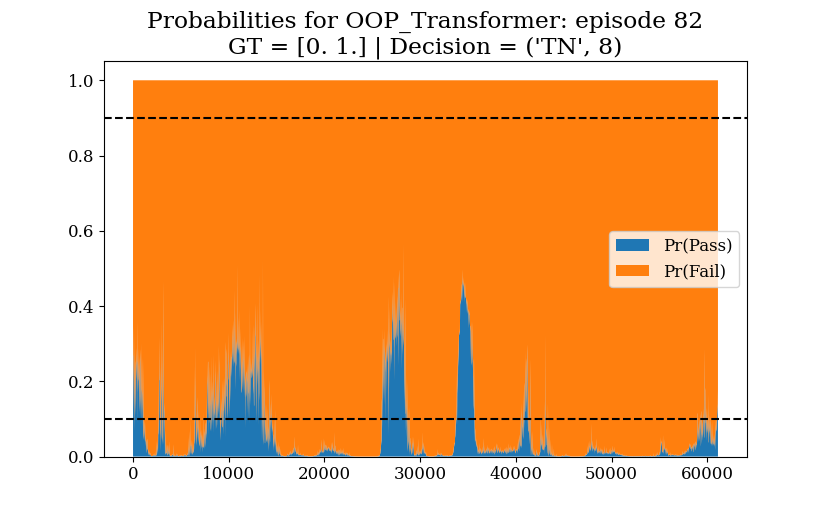 Probabilities for OOP_Transformer: episode 82
GT = [0. 1.] | Decision = ('TN', 8)
1.0
0.8
0.6
0.4
0.2
0.0
Pr(Pass)
Pr(Fail)
0 10000 20000 30000 40000 50000 60000